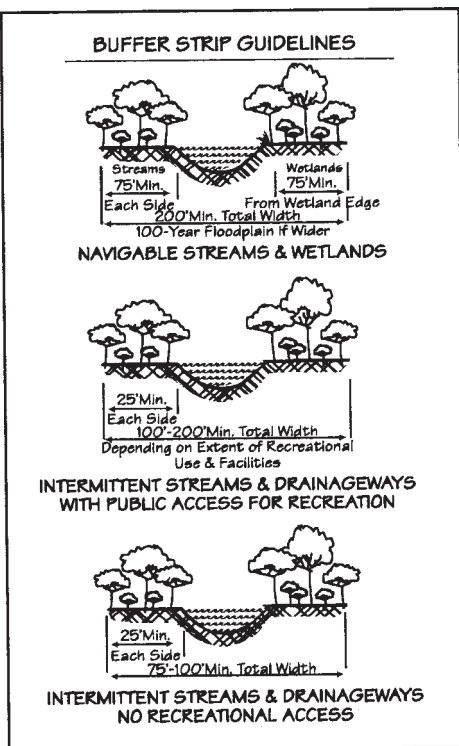 BUFFER STRIP GUIDELINES
Streams
75'Min.
Each Side
Wetlands
75'Min.
From Wetland Edge
200'Min. Total Width
100-Year Floodplain If Wider
NAVIGABLE STREAMS & WETLANDS
25'Min.
Each Side
100'-200'Min. Total Width
Depending on Extent of Recreational
Use & Facilities
INTERMITTENT STREAMS & DRAINAGEWAYS
WITH PUBLIC ACCESS FOR RECREATION
25'Min.
Each Side
75'-100'Min. Total Width
INTERMITTENT STREAMS & DRAINAGEWAYS
NO RECREATIONAL ACCESS